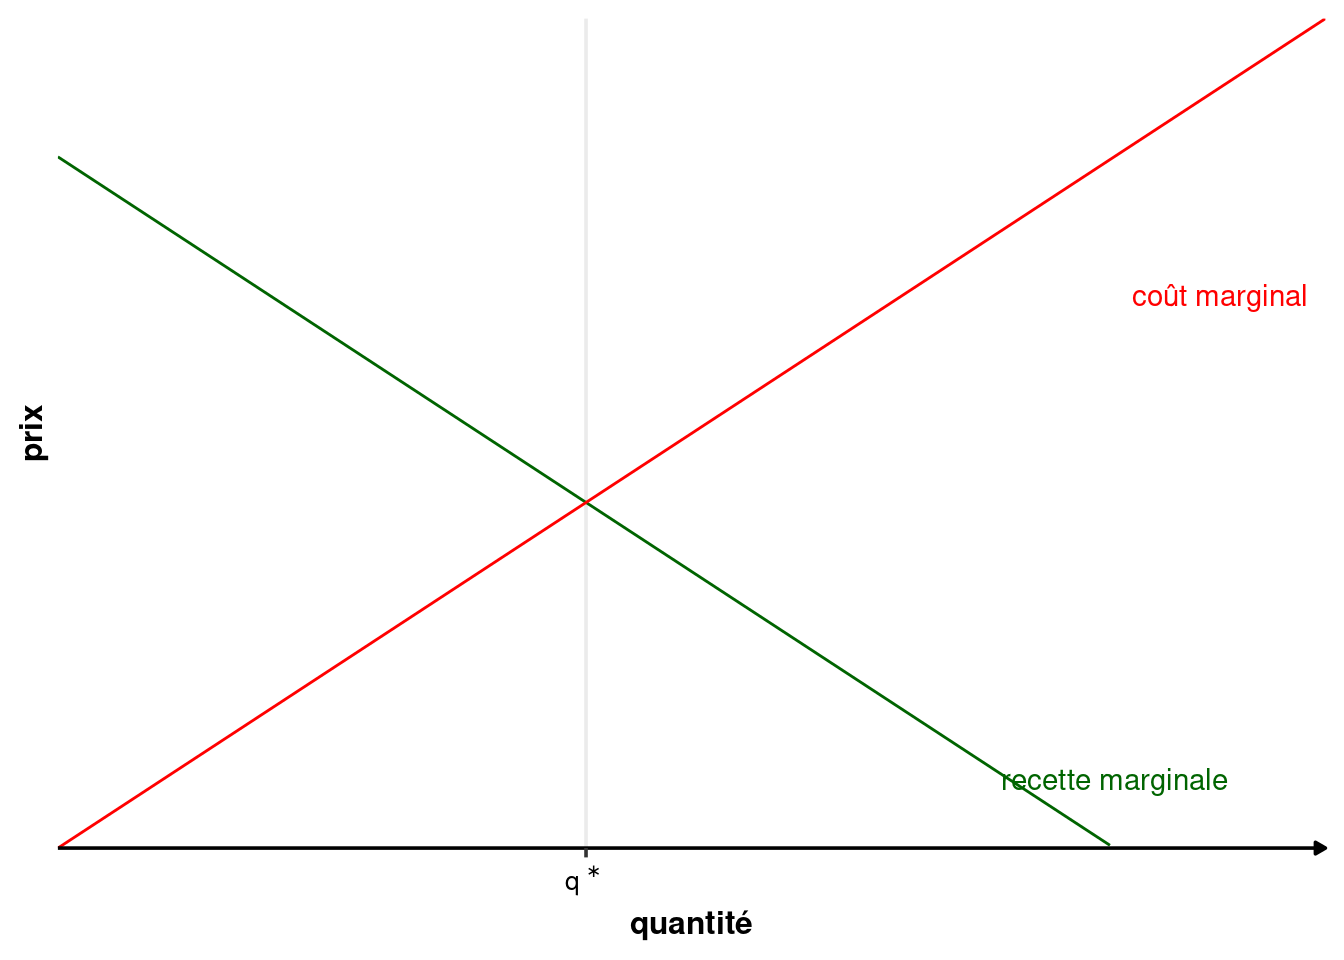 coût marginal
prix
recette marginale
q *
quantité